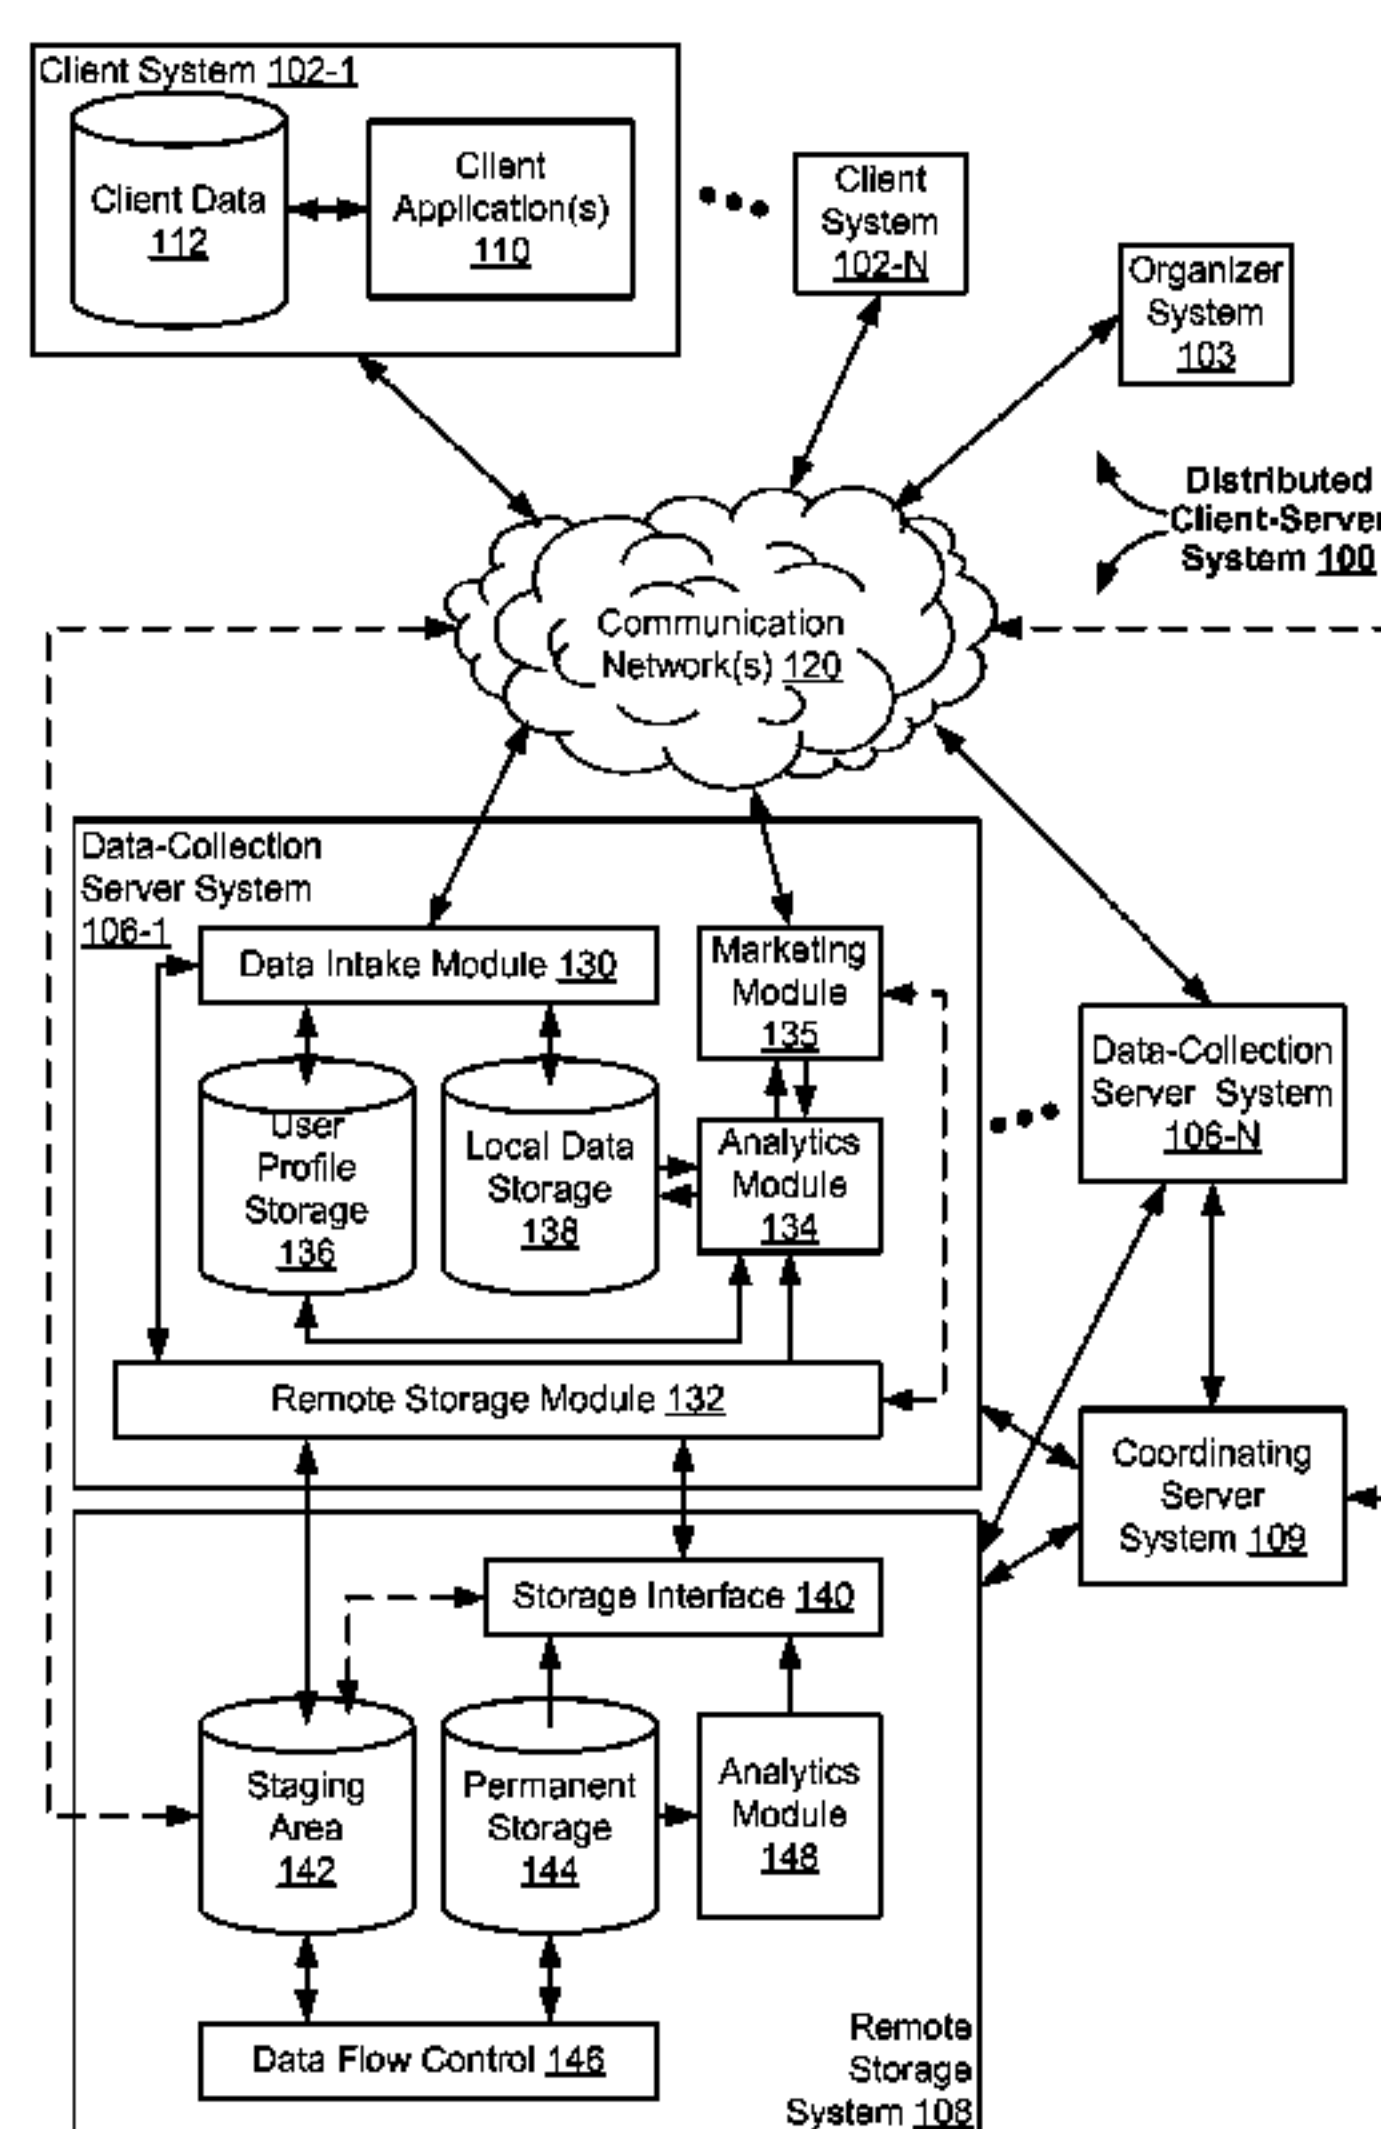 Client System 102-1
Client Data
112
Client
Application(s)
110
Client
System
102-N
Organizer
System
103
Distributed
Client-Server
System 100
Communication
Network(s) 120
Data-Collection
Server System
106-1
Data Intake Module 130
Marketing
Module
135
User
Profile
Storage
136
Local Data
Storage
138
Analytics
Module
134
Data-Collection
Server System
106-N
Remote Storage Module 132
Coordinating
Server
System 109
Storage Interface 140
Staging
Area
142
Permanent
Storage
144
Analytics
Module
148
Data Flow Control 146
Remote
Storage
System 108